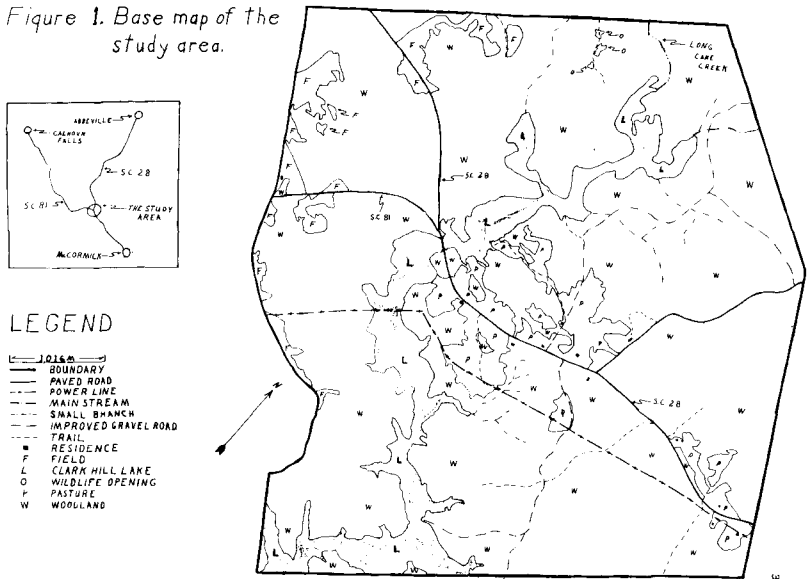 Figure 1. Base map of the
study area.
ABBEVILLE
CALHOUN
FALLS
SC 28
SC 81
THE STUDY
AREA
McCORMICK
LEGEND
BOUNDARY
PAVED ROAD
POWER LINE
MAIN STREAM
SMALL BRANCH
IMPROVED GRAVEL ROAD
TRAIL
RESIDENCE
F FIELD
L CLARK HILL LAKE
O WILDLIFE OPENING
P PASTURE
W WOODLAND
N
LONG
CANE
CREEK
SC 28
SC 81
SC 28